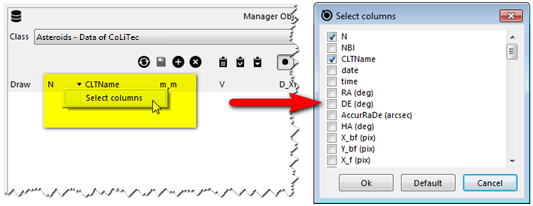 Manager Obj
Class
Asteroids - Data of CoLiTec
Draw N CLTName m_m V D_X
Select columns
Select columns
N
NBI
CLTName
date
time
RA (deg)
DE (deg)
AccurRaDe (arcsec)
HA (deg)
X_bf (pix)
Y_bf (pix)
X_f (pix)
Ok Default Cancel